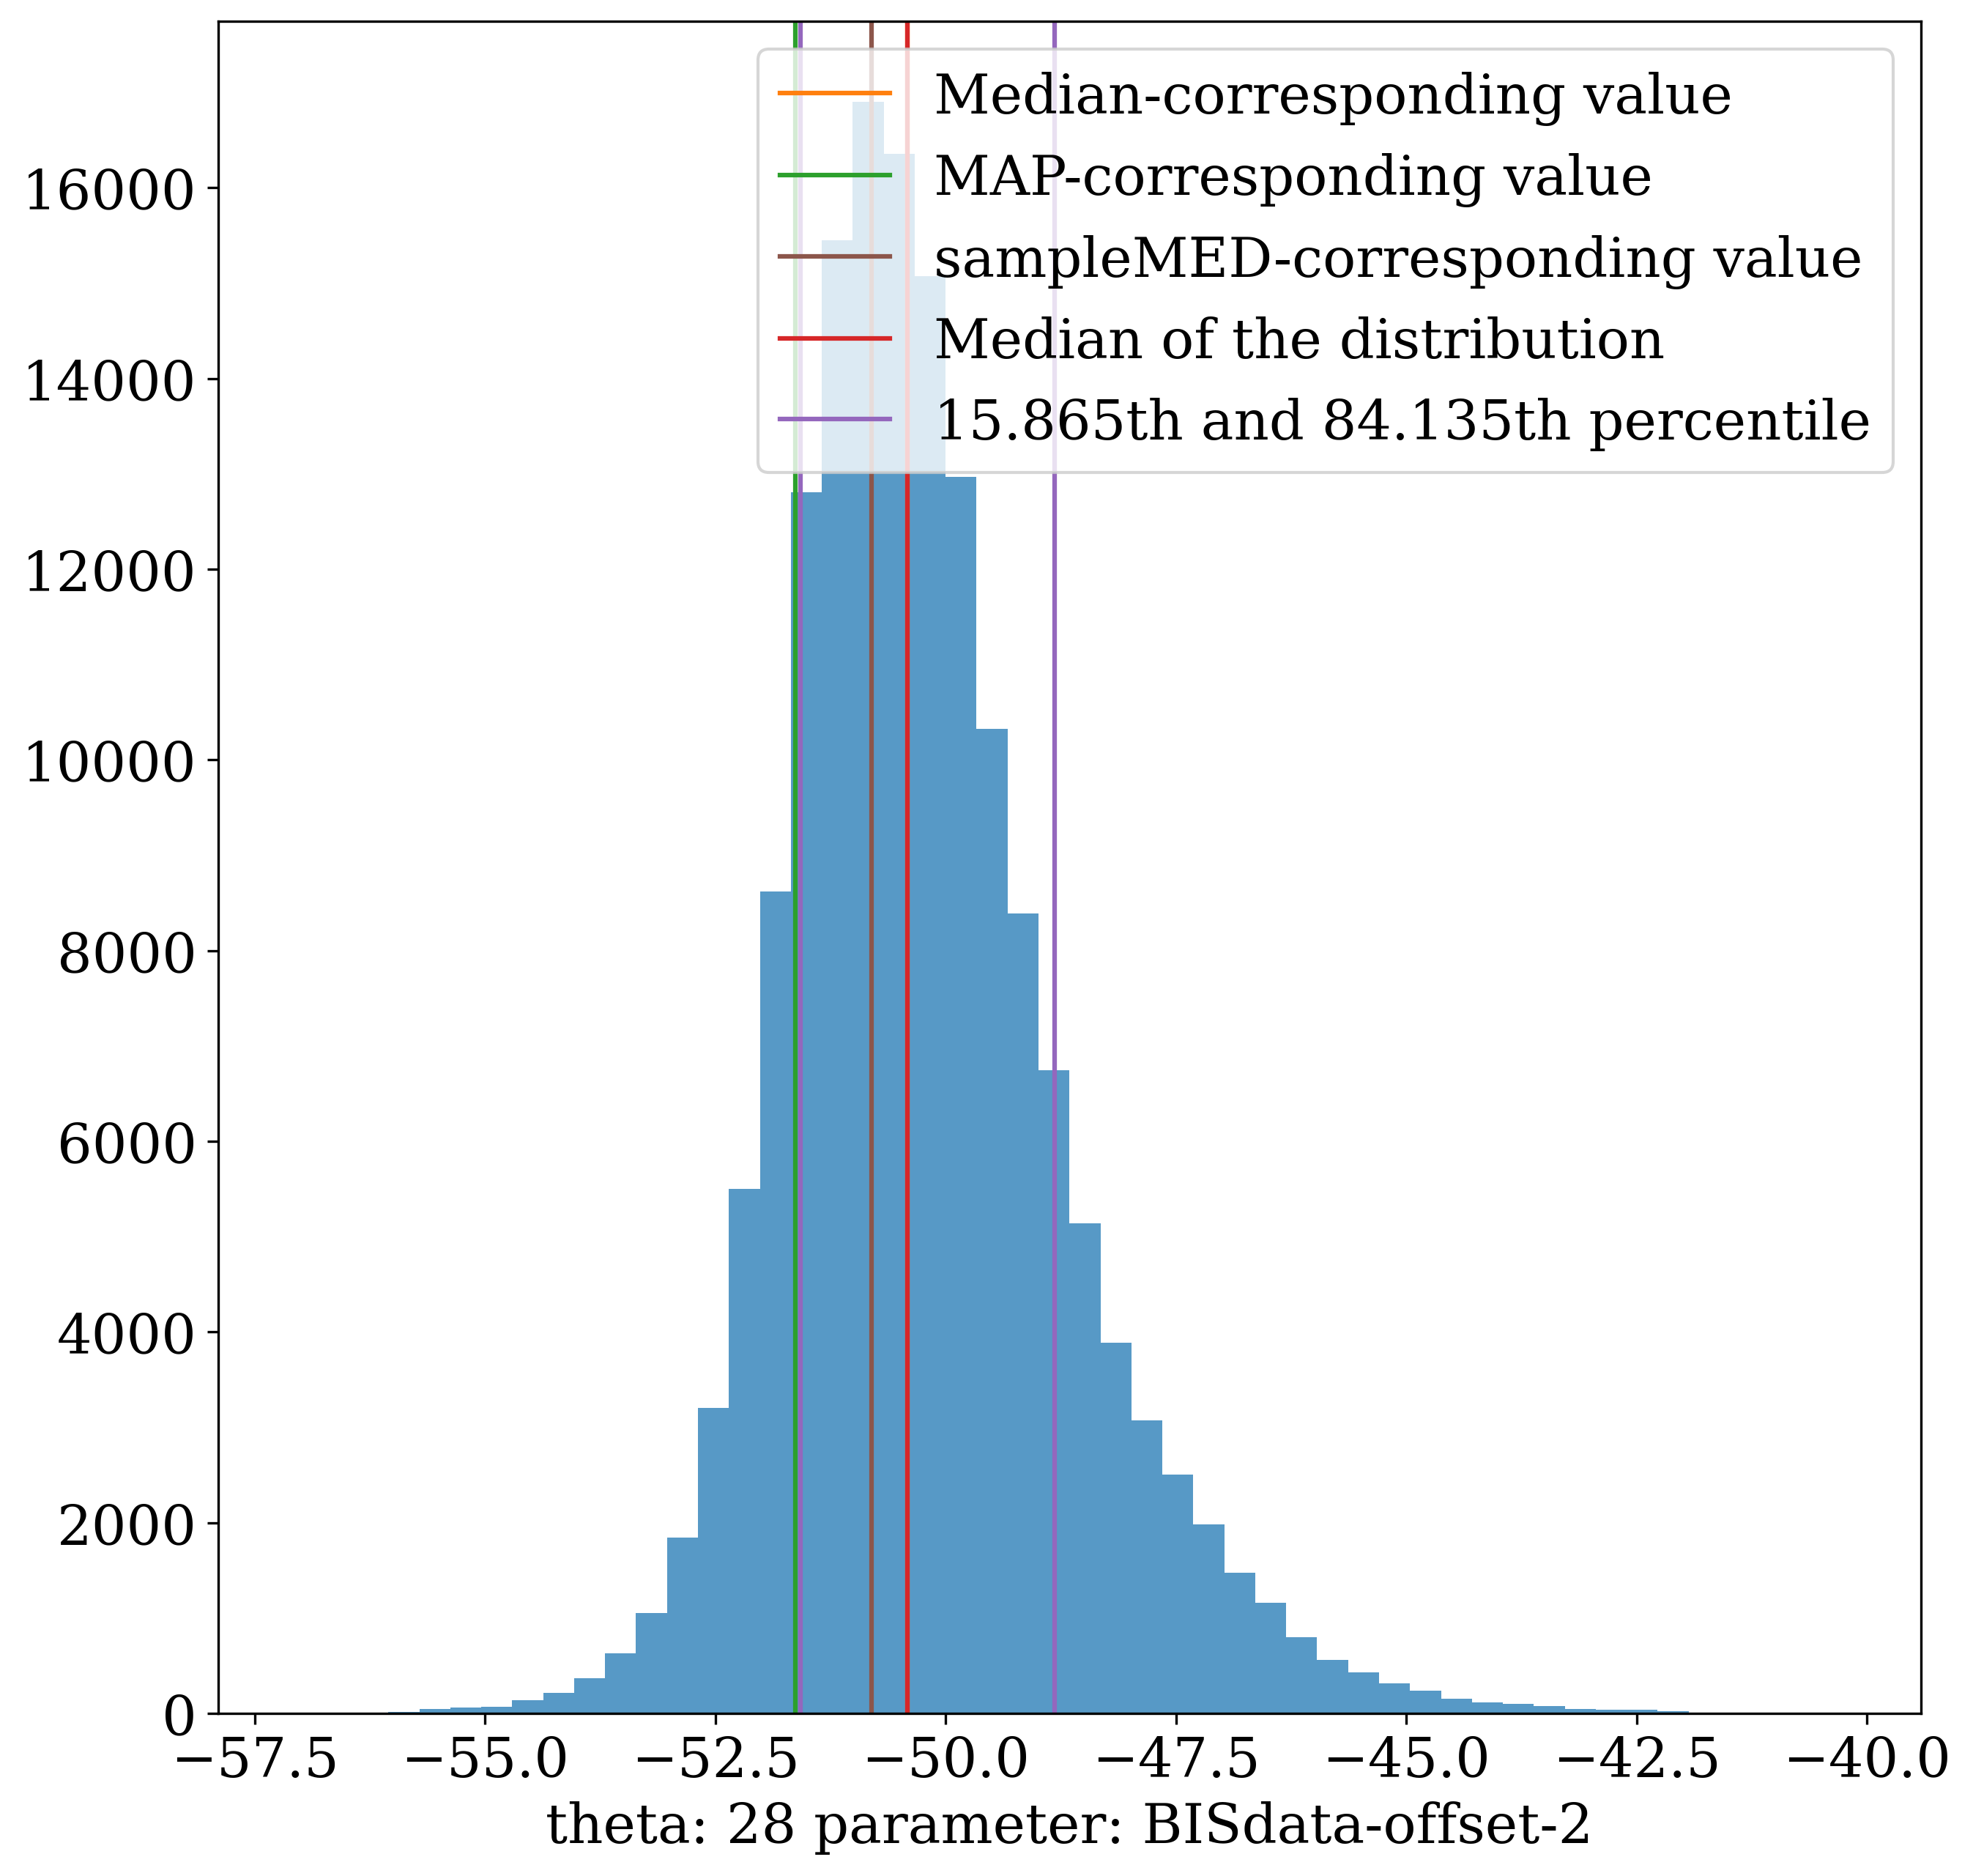 Median-corresponding value
MAP-corresponding value
sampleMED-corresponding value
Median of the distribution
15.865th and 84.135th percentile
16000
14000
12000
10000
8000
6000
4000
2000
0
−57.5 −55.0 −52.5 −50.0 −47.5 −45.0 −42.5 −40.0
theta: 28 parameter: BISdata-offset-2